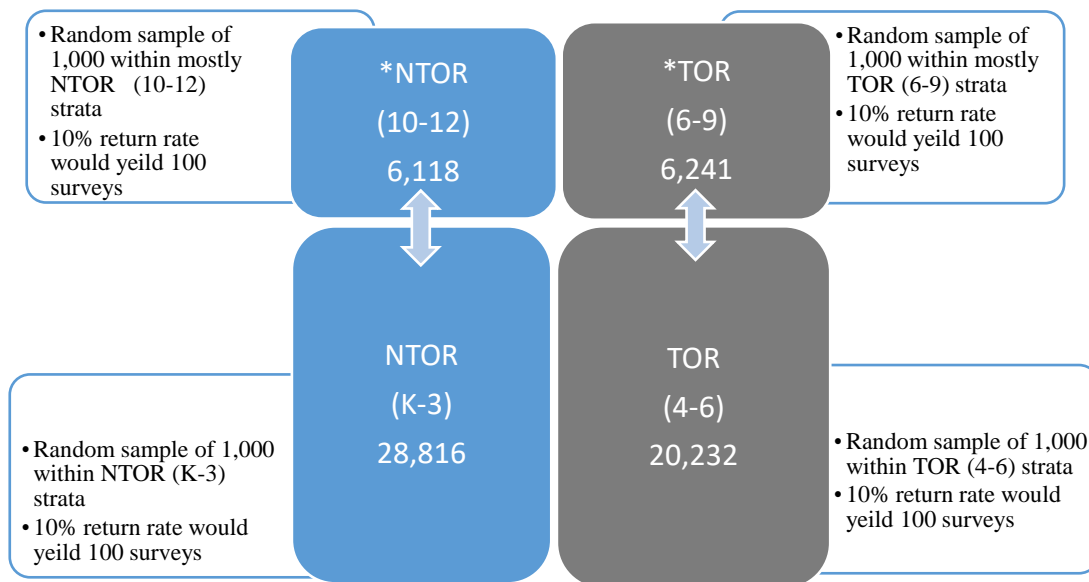 • Random sample of
1,000 within mostly
NTOR (10-12)
strata
• 10% return rate
would yeild 100
surveys
*NTOR
(10-12)
6,118
*TOR
(6-9)
6,241
• Random sample of
1,000 within mostly
TOR (6-9) strata
• 10% return rate
would yeild 100
surveys
• Random sample of 1,000
within NTOR (K-3)
strata
• 10% return rate would
yeild 100 surveys
NTOR
(K-3)
28,816
TOR
(4-6)
20,232
• Random sample of 1,000
within TOR (4-6) strata
• 10% return rate would
yeild 100 surveys